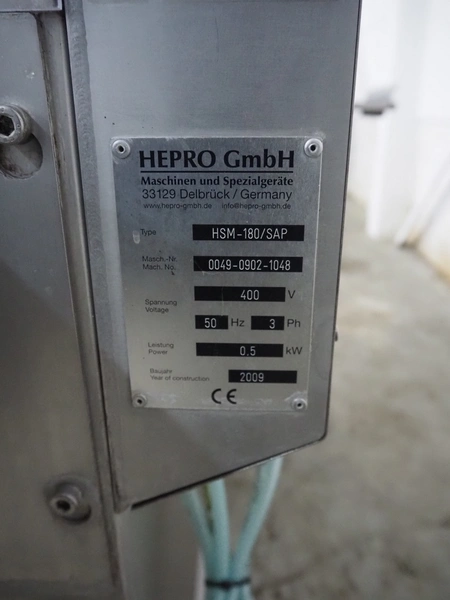 HEPRO GmbH
Maschinen und Spezialgeräte
33129 Delbrück / Germany
www.hepro-gmbh.de info@hepro-gmbh.de
Type HSM-180/SAP
Masch.-Nr.
Mach. No. 0049-0902-1048
Spannung
Voltage 400 V
50 Hz 3 Ph
Leistung
Power 0.5 kW
Baujahr
Year of construction 2009
CE